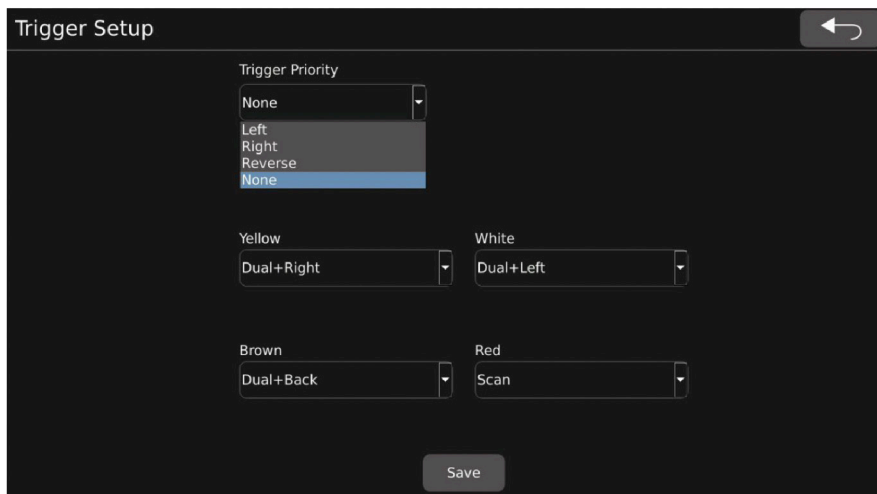 Trigger Setup
Trigger Priority
None
Left
Right
Reverse
None
Yellow
White
Dual+Right
Dual+Left
Brown
Red
Dual+Back
Scan
Save